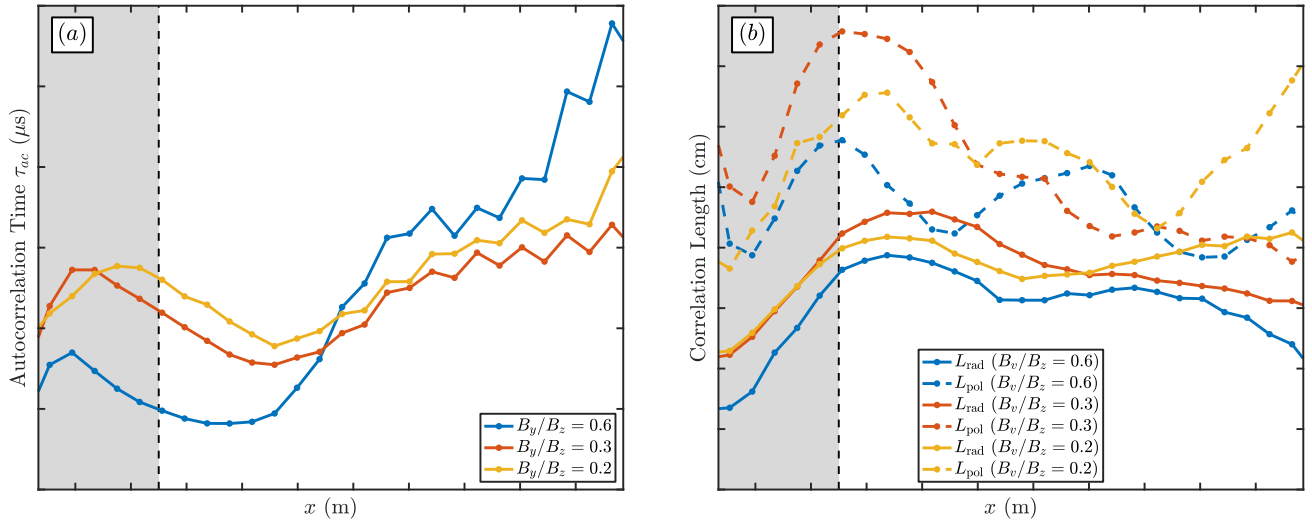 (a)
Autocorrelation Time τ_ac (μs)
B_y/B_z = 0.6
B_y/B_z = 0.3
B_y/B_z = 0.2
x (m)
(b)
Correlation Length (cm)
L_rad (B_v/B_z = 0.6)
L_pol (B_v/B_z = 0.6)
L_rad (B_v/B_z = 0.3)
L_pol (B_v/B_z = 0.3)
L_rad (B_v/B_z = 0.2)
L_pol (B_v/B_z = 0.2)
x (m)